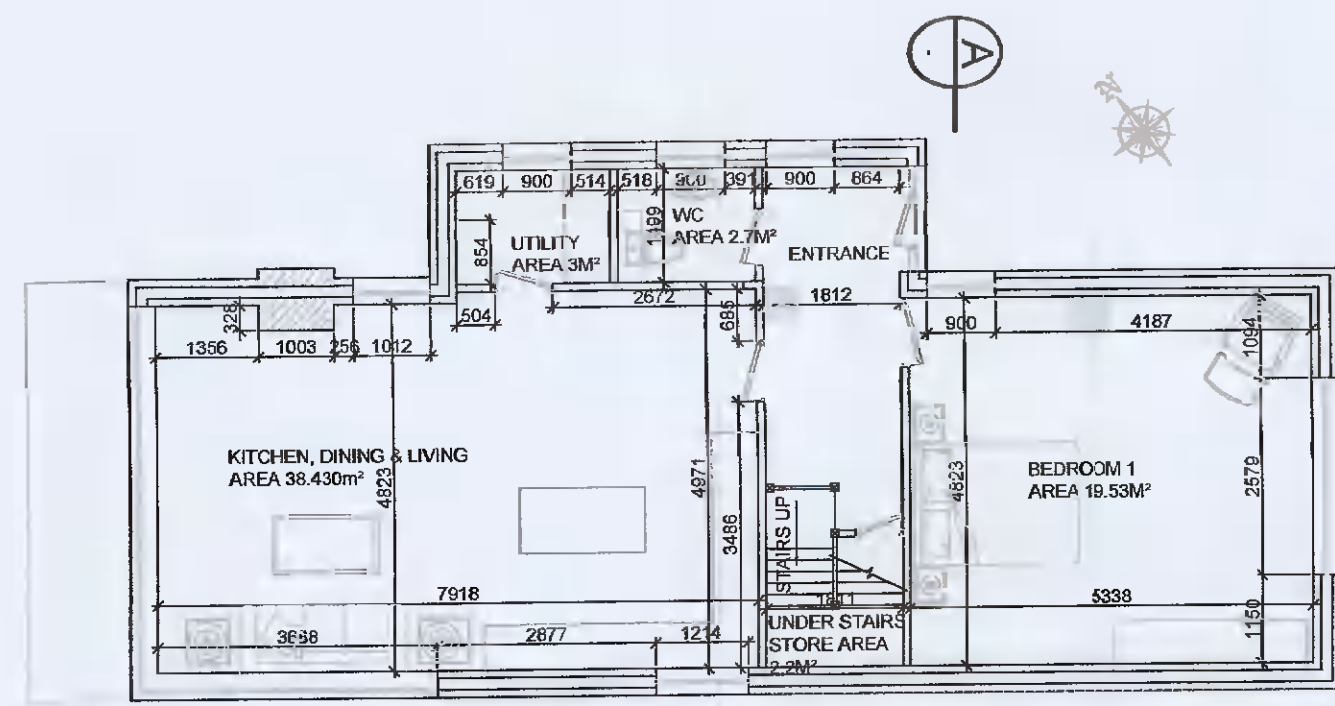 A
N
619 900 514 518 900 391 900 864
1199
WC
AREA 2.7M²
UTILITY
AREA 3M²
ENTRANCE
854
504
2672
685
1812
328
1356 1003 256 1012
900 4187
1094
KITCHEN, DINING & LIVING
AREA 38.430m²
4823
4971
3486
4823
BEDROOM 1
AREA 19.53M²
2579
STAIRS UP
7918
5338
1150
3658 2877 1214
UNDER STAIRS
STORE AREA
2.2M²